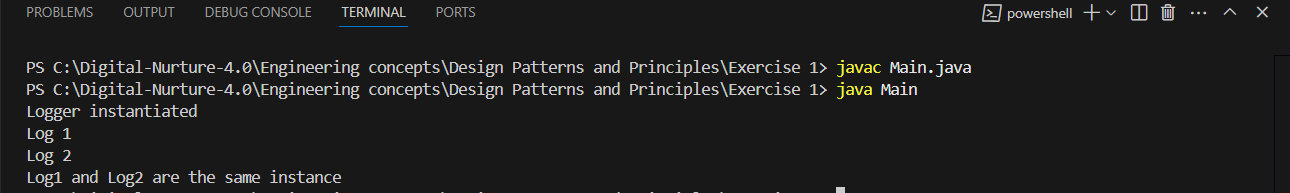 PROBLEMS OUTPUT DEBUG CONSOLE TERMINAL PORTS powershell
PS C:\Digital-Nurture-4.0\Engineering concepts\Design Patterns and Principles\Exercise 1> javac Main.java
PS C:\Digital-Nurture-4.0\Engineering concepts\Design Patterns and Principles\Exercise 1> java Main
Logger instantiated
Log 1
Log 2
Log1 and Log2 are the same instance